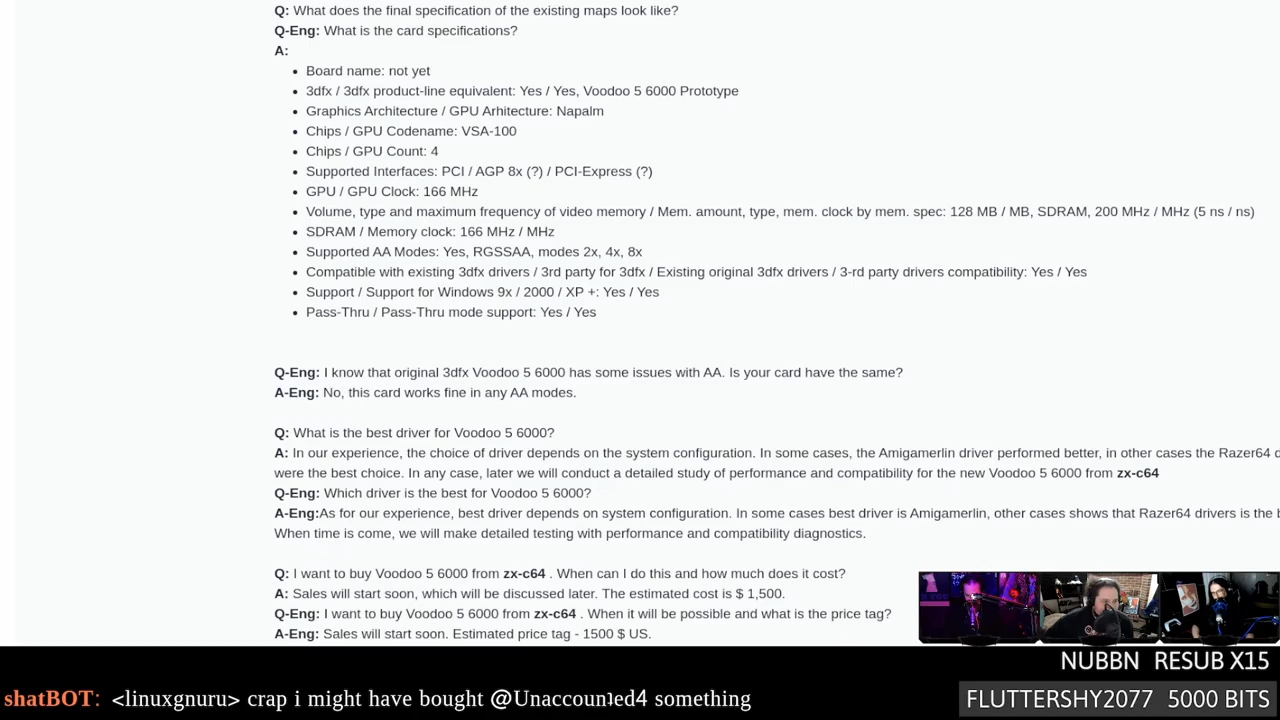 Q: What does the final specification of the existing maps look like?
Q-Eng: What is the card specifications?
A:
• Board name: not yet
• 3dfx / 3dfx product-line equivalent: Yes / Yes, Voodoo 5 6000 Prototype
• Graphics Architecture / GPU Arhitecture: Napalm
• Chips / GPU Codename: VSA-100
• Chips / GPU Count: 4
• Supported Interfaces: PCI / AGP 8x (?) / PCI-Express (?)
• GPU / GPU Clock: 166 MHz
• Volume, type and maximum frequency of video memory / Mem. amount, type, mem. clock by mem. spec: 128 MB / MB, SDRAM, 200 MHz / MHz (5 ns / ns)
• SDRAM / Memory clock: 166 MHz / MHz
• Supported AA Modes: Yes, RGSSAA, modes 2x, 4x, 8x
• Compatible with existing 3dfx drivers / 3rd party for 3dfx / Existing original 3dfx drivers / 3-rd party drivers compatibility: Yes / Yes
• Support / Support for Windows 9x / 2000 / XP +: Yes / Yes
• Pass-Thru / Pass-Thru mode support: Yes / Yes
Q-Eng: I know that original 3dfx Voodoo 5 6000 has some issues with AA. Is your card have the same?
A-Eng: No, this card works fine in any AA modes.
Q: What is the best driver for Voodoo 5 6000?
A: In our experience, the choice of driver depends on the system configuration. In some cases, the Amigamerlin driver performed better, in other cases the Razer64 d
were the best choice. In any case, later we will conduct a detailed study of performance and compatibility for the new Voodoo 5 6000 from zx-c64
Q-Eng: Which driver is the best for Voodoo 5 6000?
A-Eng:As for our experience, best driver depends on system configuration. In some cases best driver is Amigamerlin, other cases shows that Razer64 drivers is the b
When time is come, we will make detailed testing with performance and compatibility diagnostics.
Q: I want to buy Voodoo 5 6000 from zx-c64 . When can I do this and how much does it cost?
A: Sales will start soon, which will be discussed later. The estimated cost is $ 1,500.
Q-Eng: I want to buy Voodoo 5 6000 from zx-c64 . When it will be possible and what is the price tag?
A-Eng: Sales will start soon. Estimated price tag - 1500 $ US.
NUBBN RESUB X15
shatBOT: <linuxgnuru> crap i might have bought @Unaccounted4 something
FLUTTERSHY2077 5000 BITS